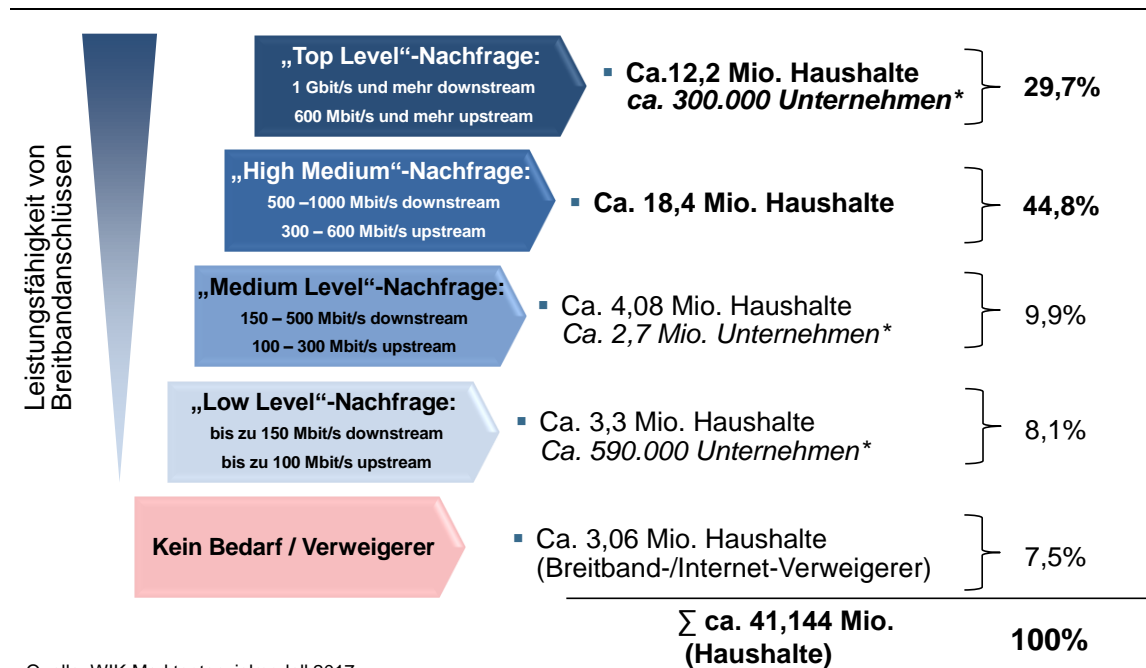 Leistungsfähigkeit von
Breitbandanschlüssen
„Top Level“-Nachfrage:
1 Gbit/s und mehr downstream
600 Mbit/s und mehr upstream
▪ Ca.12,2 Mio. Haushalte
ca. 300.000 Unternehmen*
29,7%
„High Medium“-Nachfrage:
500 –1000 Mbit/s downstream
300 – 600 Mbit/s upstream
▪ Ca. 18,4 Mio. Haushalte
44,8%
„Medium Level“-Nachfrage:
150 – 500 Mbit/s downstream
100 – 300 Mbit/s upstream
▪ Ca. 4,08 Mio. Haushalte
Ca. 2,7 Mio. Unternehmen*
9,9%
„Low Level“-Nachfrage:
bis zu 150 Mbit/s downstream
bis zu 100 Mbit/s upstream
▪ Ca. 3,3 Mio. Haushalte
Ca. 590.000 Unternehmen*
8,1%
Kein Bedarf / Verweigerer
▪ Ca. 3,06 Mio. Haushalte
(Breitband-/Internet-Verweigerer)
7,5%
∑ ca. 41,144 Mio.
(Haushalte)
100%